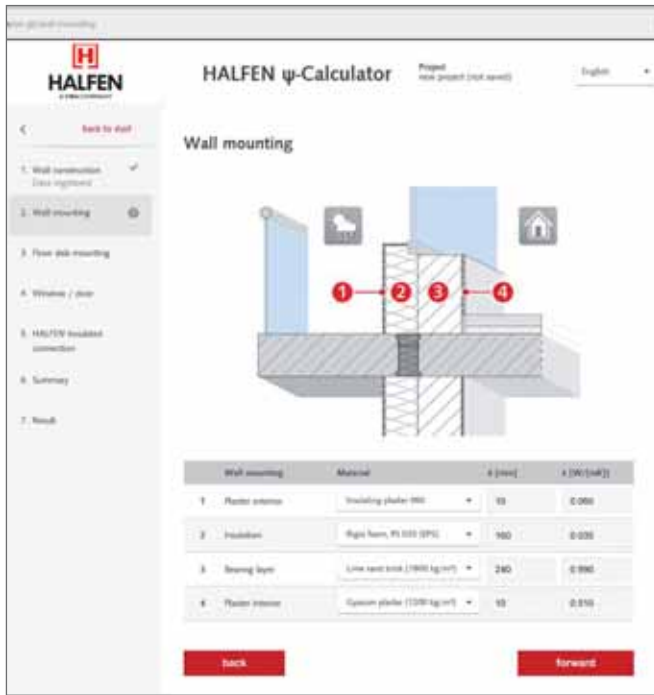 HALFEN
HALFEN ψ-Calculator
Project
new project (not saved)
English
back to start
1. Wall construction
Data registered
2. Wall mounting
3. Floor slab mounting
4. Window / door
5. HALFEN Insulated
connection
6. Summary
7. Result
Wall mounting
1 2 3 4
Wall mounting Material
1 Plaster exterior Insulating plaster 10
2 Insulation Rigid foam, PS 035 (EPS) 160 0.035
3 Bearing layer Lime sand brick (1800 kg/m³) 240 0.990
4 Plaster interior Gypsum plaster (1200 kg/m³) 10 0.510
back
forward